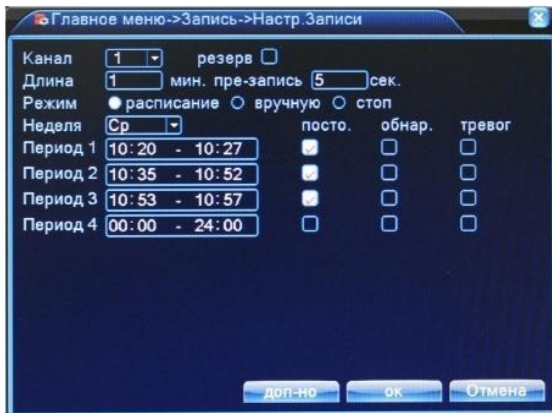 Главное меню->Запись->Настр.Записи
Канал 1 резерв
Длина 1 мин. пре-запись 5 сек.
Режим расписание вручную стоп
Неделя Ср посто. обнар. тревог
Период 1 10:20 - 10:27
Период 2 10:35 - 10:52
Период 3 10:53 - 10:57
Период 4 00:00 - 24:00
доп-но ок Отмена